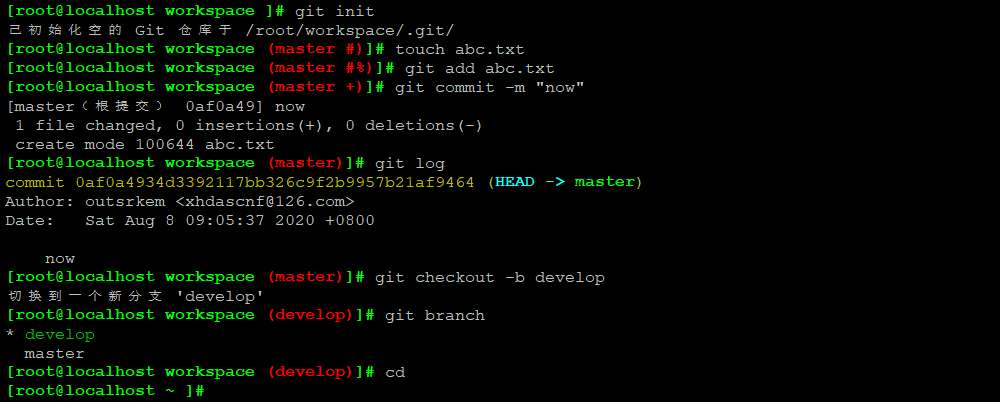 [root@localhost workspace ]# git init
已初始化空的 Git 仓库于 /root/workspace/.git/
[root@localhost workspace (master #)]# touch abc.txt
[root@localhost workspace (master #%)]# git add abc.txt
[root@localhost workspace (master +)]# git commit -m "now"
[master（根提交） 0af0a49] now
 1 file changed, 0 insertions(+), 0 deletions(-)
 create mode 100644 abc.txt
[root@localhost workspace (master)]# git log
commit 0af0a4934d3392117bb326c9f2b9957b21af9464 (HEAD -> master)
Author: outsrkem <xhdascnf@126.com>
Date:   Sat Aug 8 09:05:37 2020 +0800

    now
[root@localhost workspace (master)]# git checkout -b develop
切换到一个新分支 'develop'
[root@localhost workspace (develop)]# git branch
* develop
  master
[root@localhost workspace (develop)]# cd
[root@localhost ~ ]#